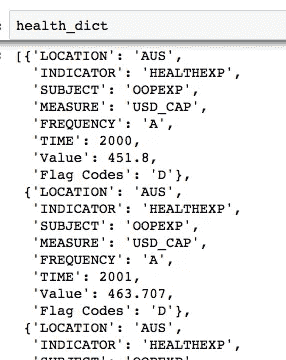 health_dict
[{'LOCATION': 'AUS',
'INDICATOR': 'HEALTHEXP',
'SUBJECT': 'OOPEXP',
'MEASURE': 'USD_CAP',
'FREQUENCY': 'A',
'TIME': 2000,
'Value': 451.8,
'Flag Codes': 'D'},
{'LOCATION': 'AUS',
'INDICATOR': 'HEALTHEXP',
'SUBJECT': 'OOPEXP',
'MEASURE': 'USD_CAP',
'FREQUENCY': 'A',
'TIME': 2001,
'Value': 463.707,
'Flag Codes': 'D'},
{'LOCATION': 'AUS',
'INDICATOR': 'HEALTHEXP',